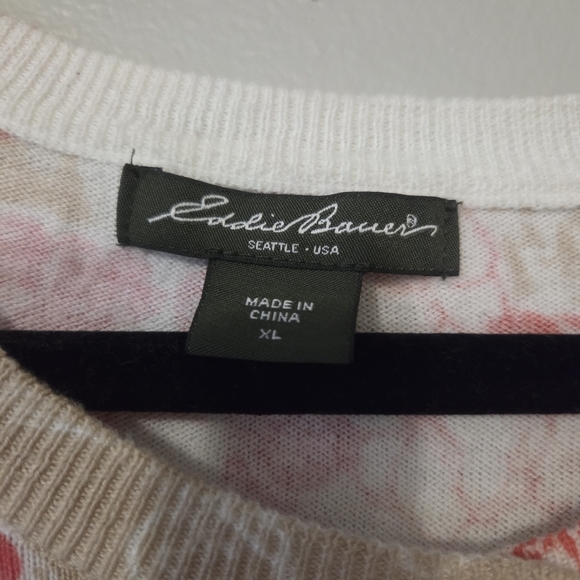 Eddie Bauer®
SEATTLE · USA
MADE IN
CHINA
XL